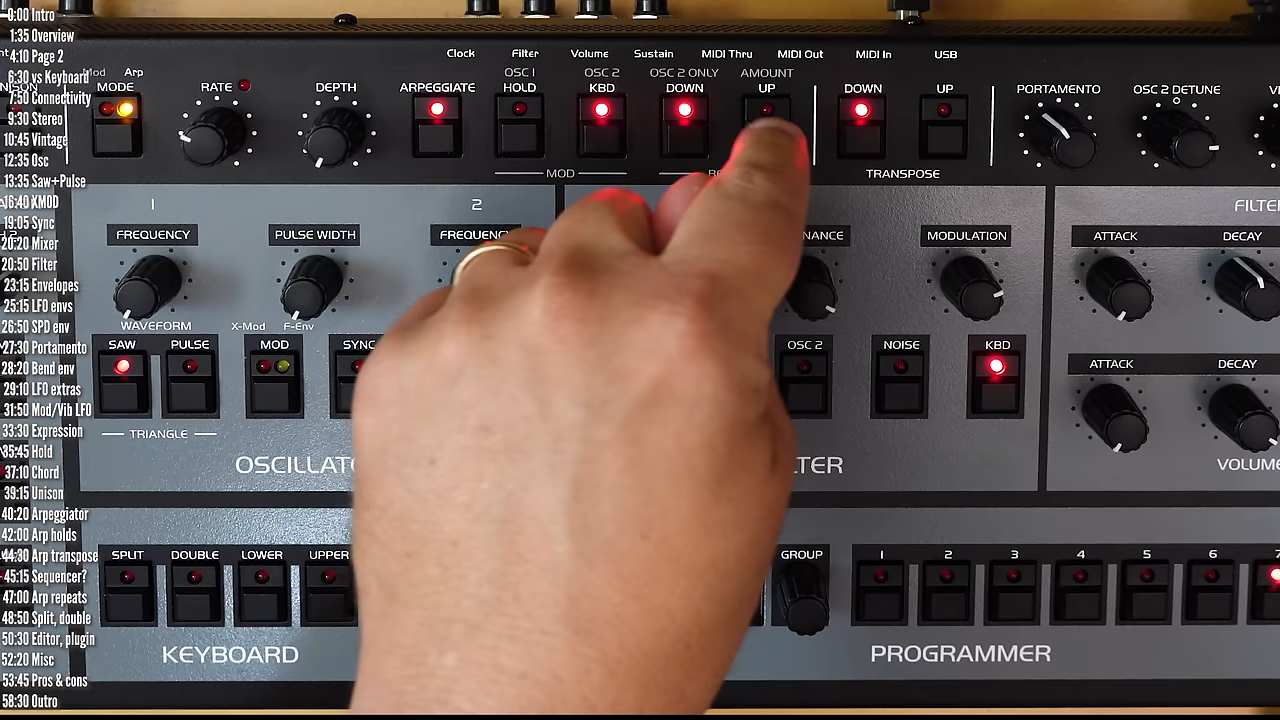 0:00 Intro
1:35 Overview
4:10 Page 2
6:30 vs Keyboard
7:50 Connectivity
9:30 Stereo
10:45 Vintage
12:35 Osc
13:35 Saw+Pulse
16:40 XMOD
19:05 Sync
20:20 Mixer
20:50 Filter
23:15 Envelopes
25:15 LFO envs
26:50 SPD env
27:30 Portamento
28:20 Bend env
29:10 LFO extras
31:50 Mod/Vib LFO
33:30 Expression
35:45 Hold
37:10 Chord
39:15 Unison
40:20 Arpeggiator
42:00 Arp holds
44:30 Arp transpose
45:15 Sequencer?
47:00 Arp repeats
48:50 Split, double
50:30 Editor, plugin
52:20 Misc
53:45 Pros & cons
58:30 Outro
Clock Filter Volume Sustain MIDI Thru MIDI Out MIDI In USB
Mod Arp OSC 1 OSC 2 OSC 2 ONLY AMOUNT
MODE RATE DEPTH ARPEGGIATE HOLD KBD DOWN UP DOWN UP PORTAMENTO OSC 2 DETUNE
MOD TRANSPOSE
1 2
FREQUENCY PULSE WIDTH FREQUENCY MODULATION ATTACK DECAY
WAVEFORM X-Mod F-Env
SAW PULSE MOD SYNC OSC 2 NOISE KBD ATTACK DECAY
TRIANGLE
SPLIT DOUBLE LOWER UPPER GROUP 1 2 3 4 5 6 7
KEYBOARD PROGRAMMER